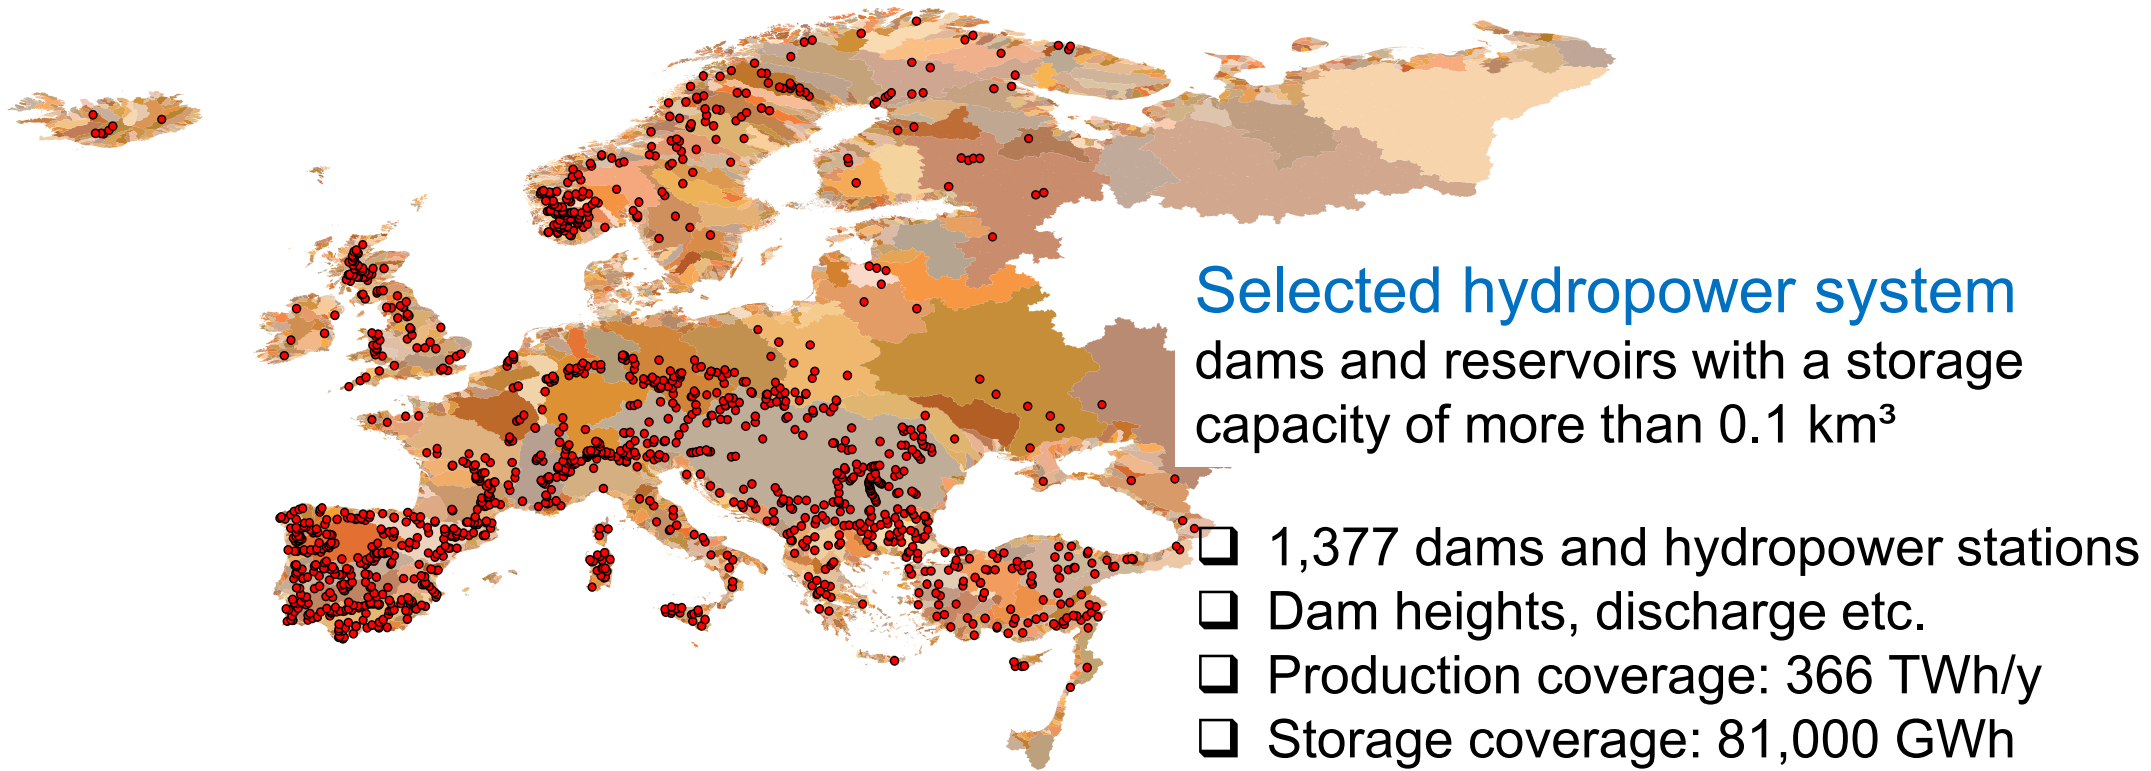 Selected hydropower system
dams and reservoirs with a storage
capacity of more than 0.1 km³
❑ 1,377 dams and hydropower stations
❑ Dam heights, discharge etc.
❑ Production coverage: 366 TWh/y
❑ Storage coverage: 81,000 GWh